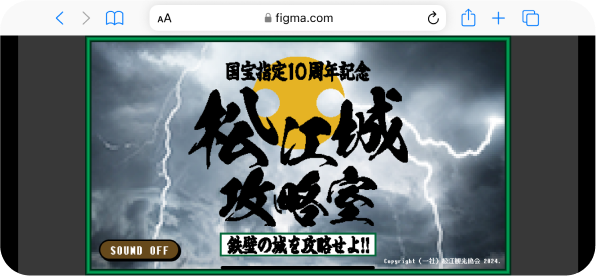 AA
figma.com
国宝指定10周年記念
松江城
攻略室
鉄壁の城を攻略せよ!!
SOUND OFF
Copyright (一社) 松江観光協会 2024.